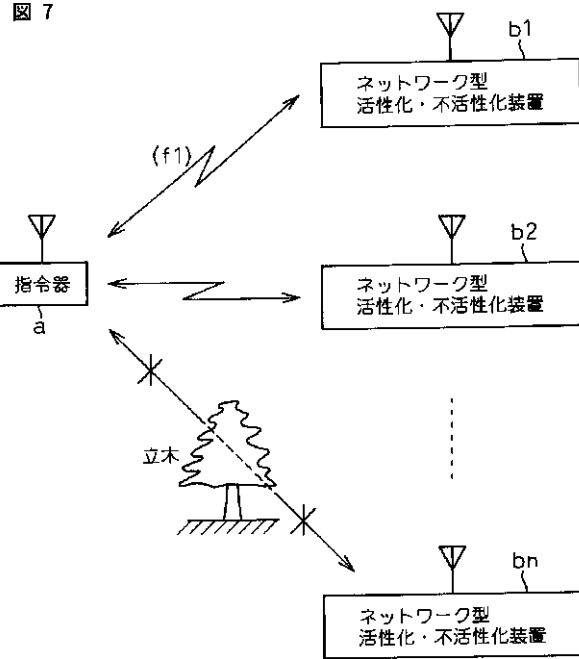 図 7
b1
ネットワーク型
活性化・不活性化装置
(f1)
b2
指令器
ネットワーク型
活性化・不活性化装置
a
立木
bn
ネットワーク型
活性化・不活性化装置